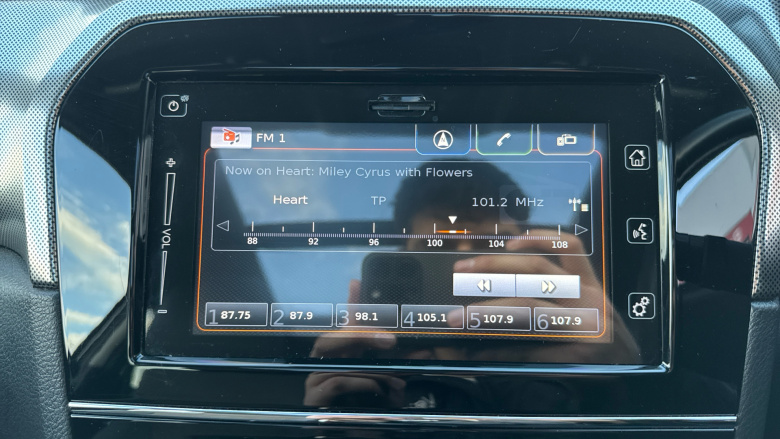 FM 1
Now on Heart: Miley Cyrus with Flowers
Heart TP 101.2 MHz
88 92 96 100 104 108
VOL
1 87.75 2 87.9 3 98.1 4 105.1 5 107.9 6 107.9